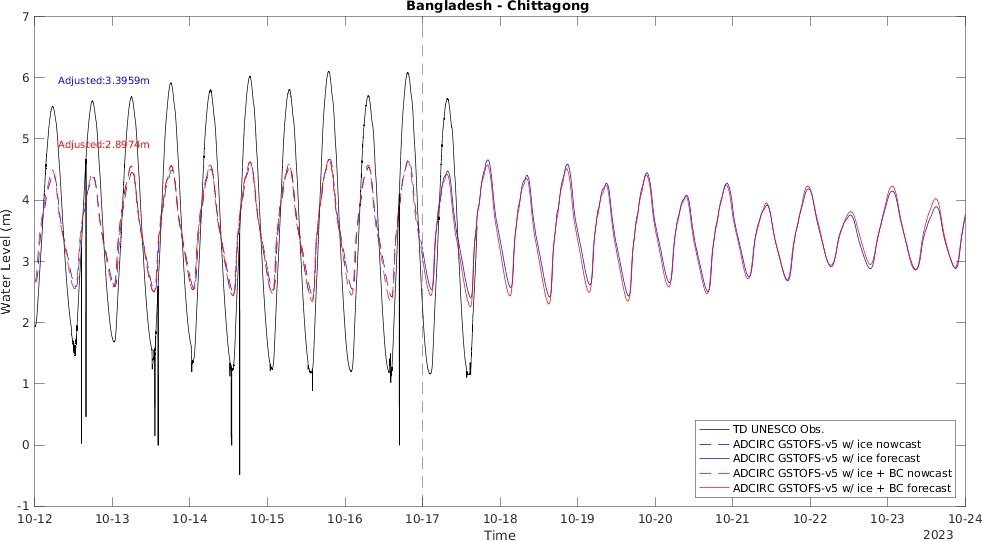 Bangladesh - Chittagong
7
6
5
4
3
2
1
0
-1
Water Level (m)
Adjusted:3.3959m
Adjusted:2.8974m
TD UNESCO Obs.
ADCIRC GSTOFS-v5 w/ ice nowcast
ADCIRC GSTOFS-v5 w/ ice forecast
ADCIRC GSTOFS-v5 w/ ice + BC nowcast
ADCIRC GSTOFS-v5 w/ ice + BC forecast
10-12 10-13 10-14 10-15 10-16 10-17 10-18 10-19 10-20 10-21 10-22 10-23 10-24
Time
2023